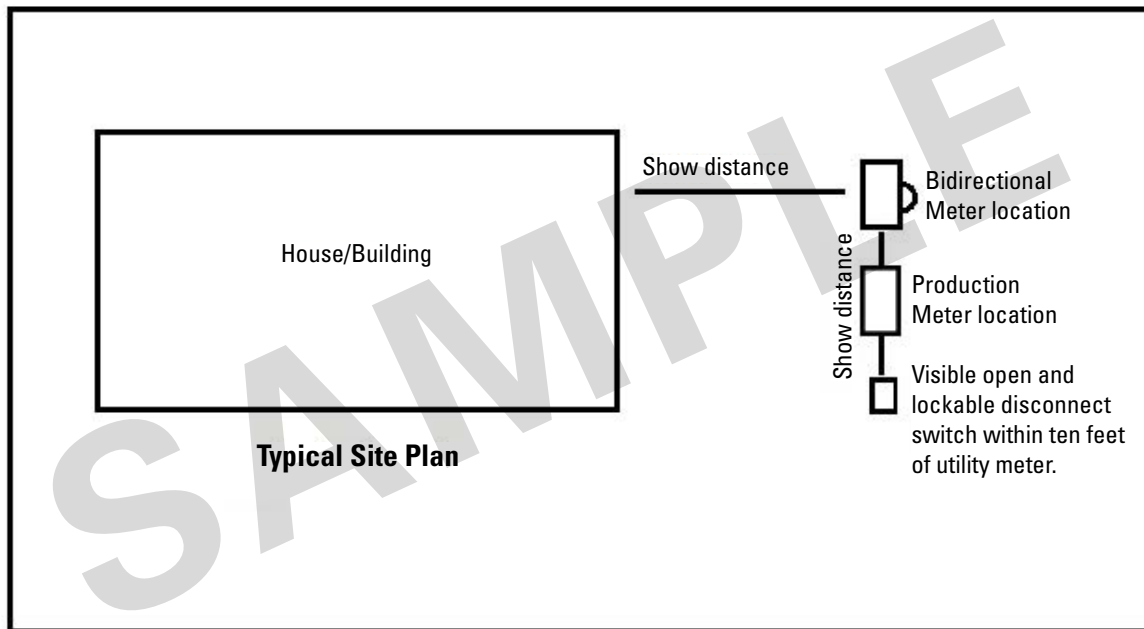 Show distance
Bidirectional
Meter location
House/Building
Show distance
Production
Meter location
Visible open and
lockable disconnect
switch within ten feet
of utility meter.
Typical Site Plan
SAMPLE